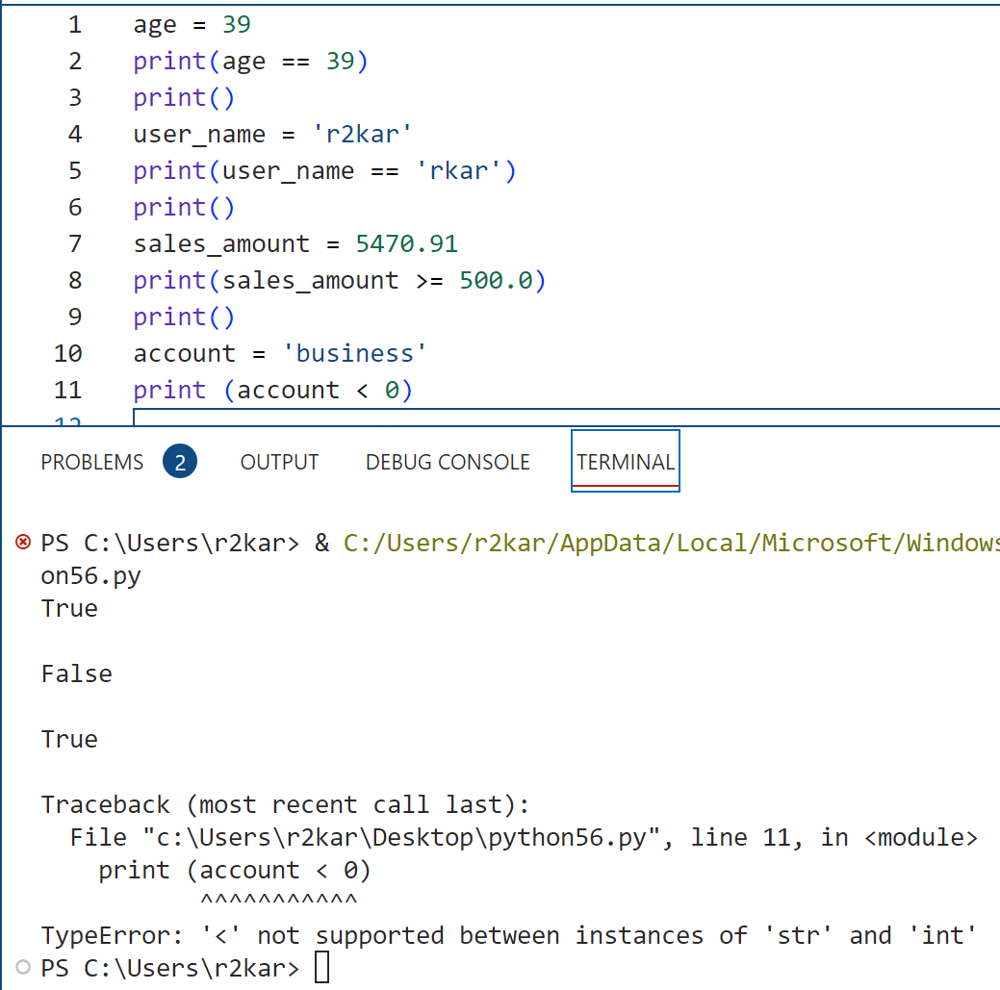 1 age = 39
2 print(age == 39)
3 print()
4 user_name = 'r2kar'
5 print(user_name == 'rkar')
6 print()
7 sales_amount = 5470.91
8 print(sales_amount >= 500.0)
9 print()
10 account = 'business'
11 print (account < 0)
12
PROBLEMS 2 OUTPUT DEBUG CONSOLE TERMINAL
PS C:\Users\r2kar> & C:/Users/r2kar/AppData/Local/Microsoft/Windows
on56.py
True
False
True
Traceback (most recent call last):
  File "c:\Users\r2kar\Desktop\python56.py", line 11, in <module>
    print (account < 0)
           ^^^^^^^^^^^
TypeError: '<' not supported between instances of 'str' and 'int'
PS C:\Users\r2kar>